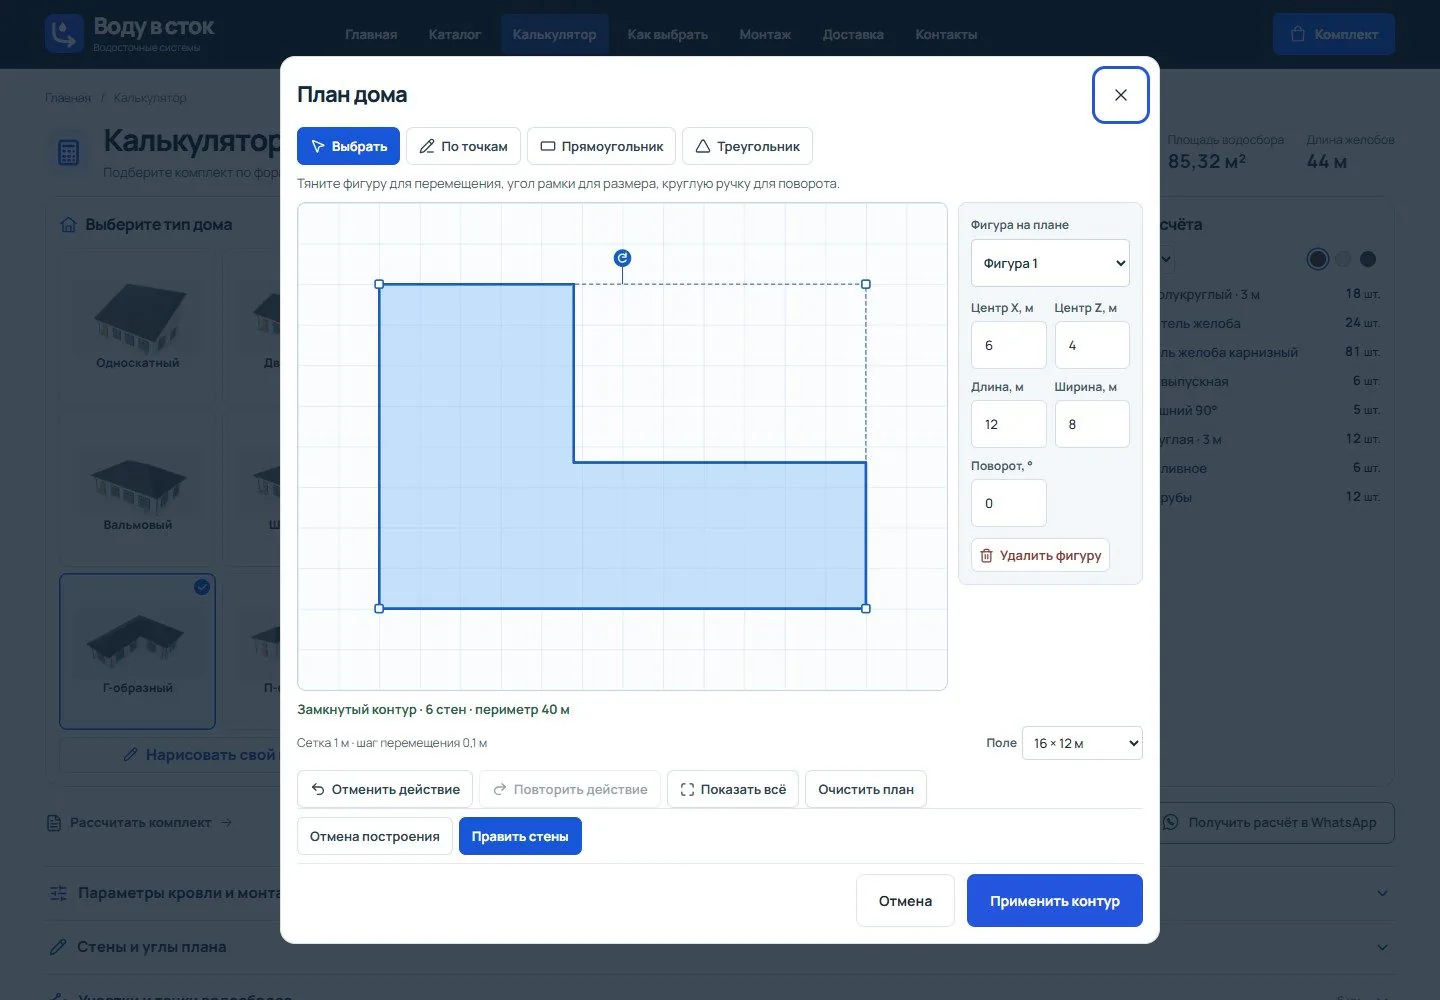 Воду в сток
Водосточные системы
Главная
Каталог
Калькулятор
Как выбрать
Монтаж
Доставка
Контакты
Комплект
Главная / Калькулятор
Калькулятор
Подберите комплект по фор
Площадь водосбора
85,32 м²
Длина желобов
44 м
План дома
Выбрать
По точкам
Прямоугольник
Треугольник
Тяните фигуру для перемещения, угол рамки для размера, круглую ручку для поворота.
Выберите тип дома
Односкатный
Дв
Вальмовый
Ш
Г-образный
П-о
Нарисовать свой
Фигура на плане
Фигура 1
Центр X, м
Центр Z, м
6
4
Длина, м
Ширина, м
12
8
Поворот, °
0
Удалить фигуру
счёта
олукруглый · 3 м
18 шт.
тель желоба
24 шт.
ль желоба карнизный
81 шт.
выпускная
6 шт.
шний 90°
5 шт.
углая · 3 м
12 шт.
ливное
6 шт.
рубы
12 шт.
Замкнутый контур · 6 стен · периметр 40 м
Сетка 1 м · шаг перемещения 0,1 м
Поле
16 × 12 м
Отменить действие
Повторить действие
Показать всё
Очистить план
Отмена построения
Править стены
Отмена
Применить контур
Рассчитать комплект →
Получить расчёт в WhatsApp
Параметры кровли и монта
Стены и углы плана